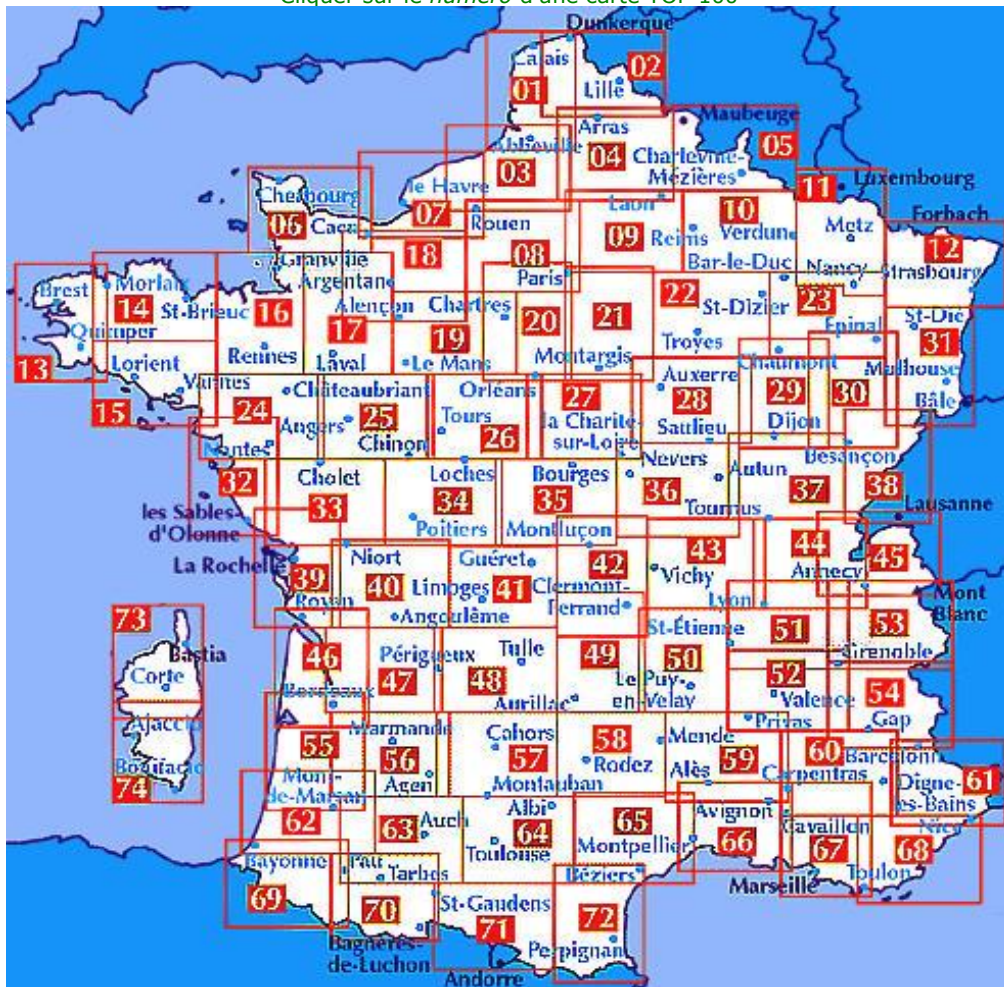 Cliquer sur le numéro d'une carte TOP 100
Dunkerque
Calais
02
01
Lille
Maubeuge
Arras
05
Abbeville
04
03
Charleville-
Mézières
Cherbourg
le Havre
11
Luxembourg
07
Rouen
Laon
10
Forbach
06
Caen
09
Reims
Verdun
Metz
12
18
08
Granville
Bar-le-Duc
Nancy
Strasbourg
Brest
Morlaix
Argentan
Paris
22
14
St-Brieuc
16
Alençon
Chartres
20
21
St-Dizier
23
St-Dié
Quimper
17
19
Troyes
Epinal
31
13
Lorient
Rennes
Laval
Le Mans
Montargis
Chaumont
Mulhouse
Vannes
Châteaubriant
Orléans
27
Auxerre
29
30
Bâle
15
24
25
Tours
la Charité-
sur-Loire
28
Angers
Chinon
26
Saulieu
Dijon
Nantes
Besançon
32
Cholet
Loches
Bourges
Nevers
Autun
38
33
34
35
36
37
Lausanne
les Sables-
d'Olonne
Poitiers
Montluçon
Tournus
La Rochelle
Niort
Guéret
42
43
44
45
39
40
Limoges
41
Clermont-
Ferrand
Vichy
Annecy
Mont
Blanc
Royan
Angoulême
Lyon
73
St-Étienne
51
53
Bastia
46
Périgueux
Tulle
49
50
Grenoble
Corte
47
48
Le Puy-
en-Velay
52
54
Bordeaux
Aurillac
Valence
Ajaccio
Marmande
Privas
Gap
55
56
Cahors
57
58
Mende
59
60
Bonifacio
Mont-
de-Marsan
Agen
Montauban
Rodez
Alès
Carpentras
Digne-
les-Bains
61
74
62
63
Auch
Albi
64
65
Avignon
Cavaillon
Nice
Toulouse
Montpellier
66
67
68
Bayonne
Pau
Tarbes
Béziers
Marseille
Toulon
69
70
St-Gaudens
71
72
Bagnères-
de-Luchon
Perpignan
Andorre